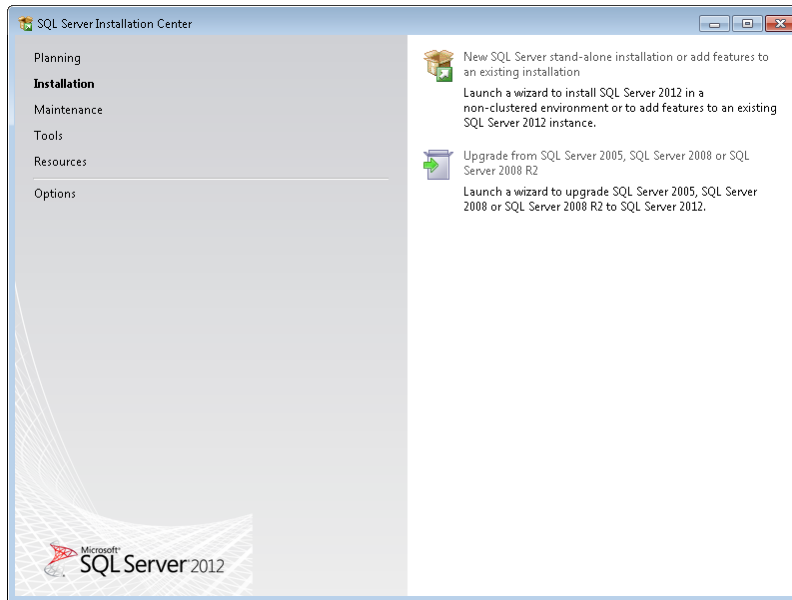 SQL Server Installation Center
Planning
Installation
Maintenance
Tools
Resources
Options
New SQL Server stand-alone installation or add features to
an existing installation
Launch a wizard to install SQL Server 2012 in a
non-clustered environment or to add features to an existing
SQL Server 2012 instance.
Upgrade from SQL Server 2005, SQL Server 2008 or SQL
Server 2008 R2
Launch a wizard to upgrade SQL Server 2005, SQL Server
2008 or SQL Server 2008 R2 to SQL Server 2012.
Microsoft®
SQL Server® 2012